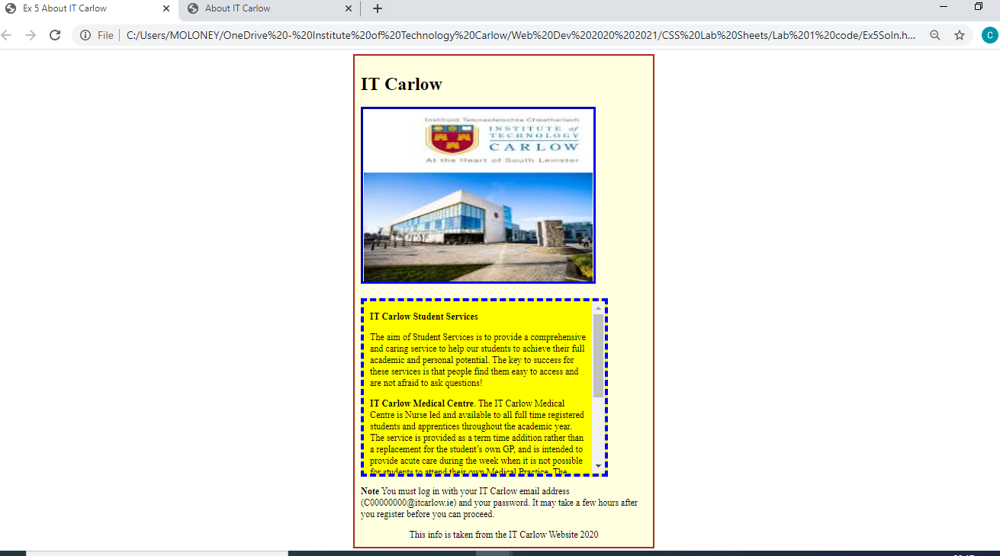 Ex 5 About IT Carlow
About IT Carlow
File
C:/Users/MOLONEY/OneDrive%20-%20Institute%20of%20Technology%20Carlow/Web%20Dev%202020%202021/CSS%20Lab%20Sheets/Lab%201%20code/Ex5Soln.h...
C
IT Carlow
Institiúid Teicneolaíochta Cheatharlach
INSTITUTE of
TECHNOLOGY
CARLOW
At the Heart of South Leinster
IT Carlow Student Services
The aim of Student Services is to provide a comprehensive
and caring service to help our students to achieve their full
academic and personal potential. The key to success for
these services is that people find them easy to access and
are not afraid to ask questions!
IT Carlow Medical Centre. The IT Carlow Medical
Centre is Nurse led and available to all full time registered
students and apprentices throughout the academic year.
The service is provided as a term time addition rather than
a replacement for the student’s own GP, and is intended to
provide acute care during the week when it is not possible
for students to attend their own Medical Practice. The
Note You must log in with your IT Carlow email address
(C00000000@itcarlow.ie) and your password. It may take a few hours after
you register before you can proceed.
This info is taken from the IT Carlow Website 2020